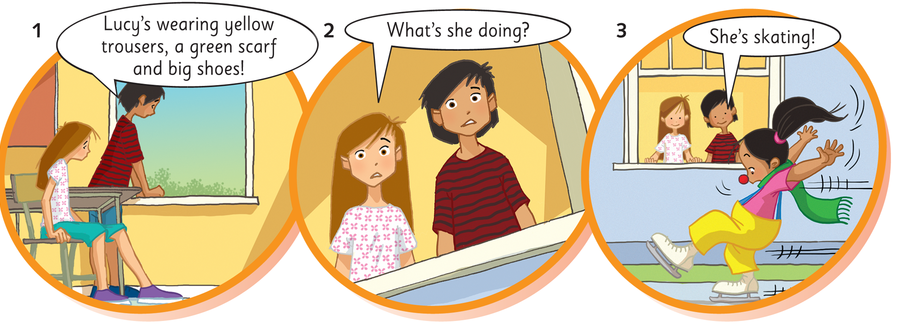 1
Lucy's wearing yellow
trousers, a green scarf
and big shoes!
2
What's she doing?
3
She's skating!